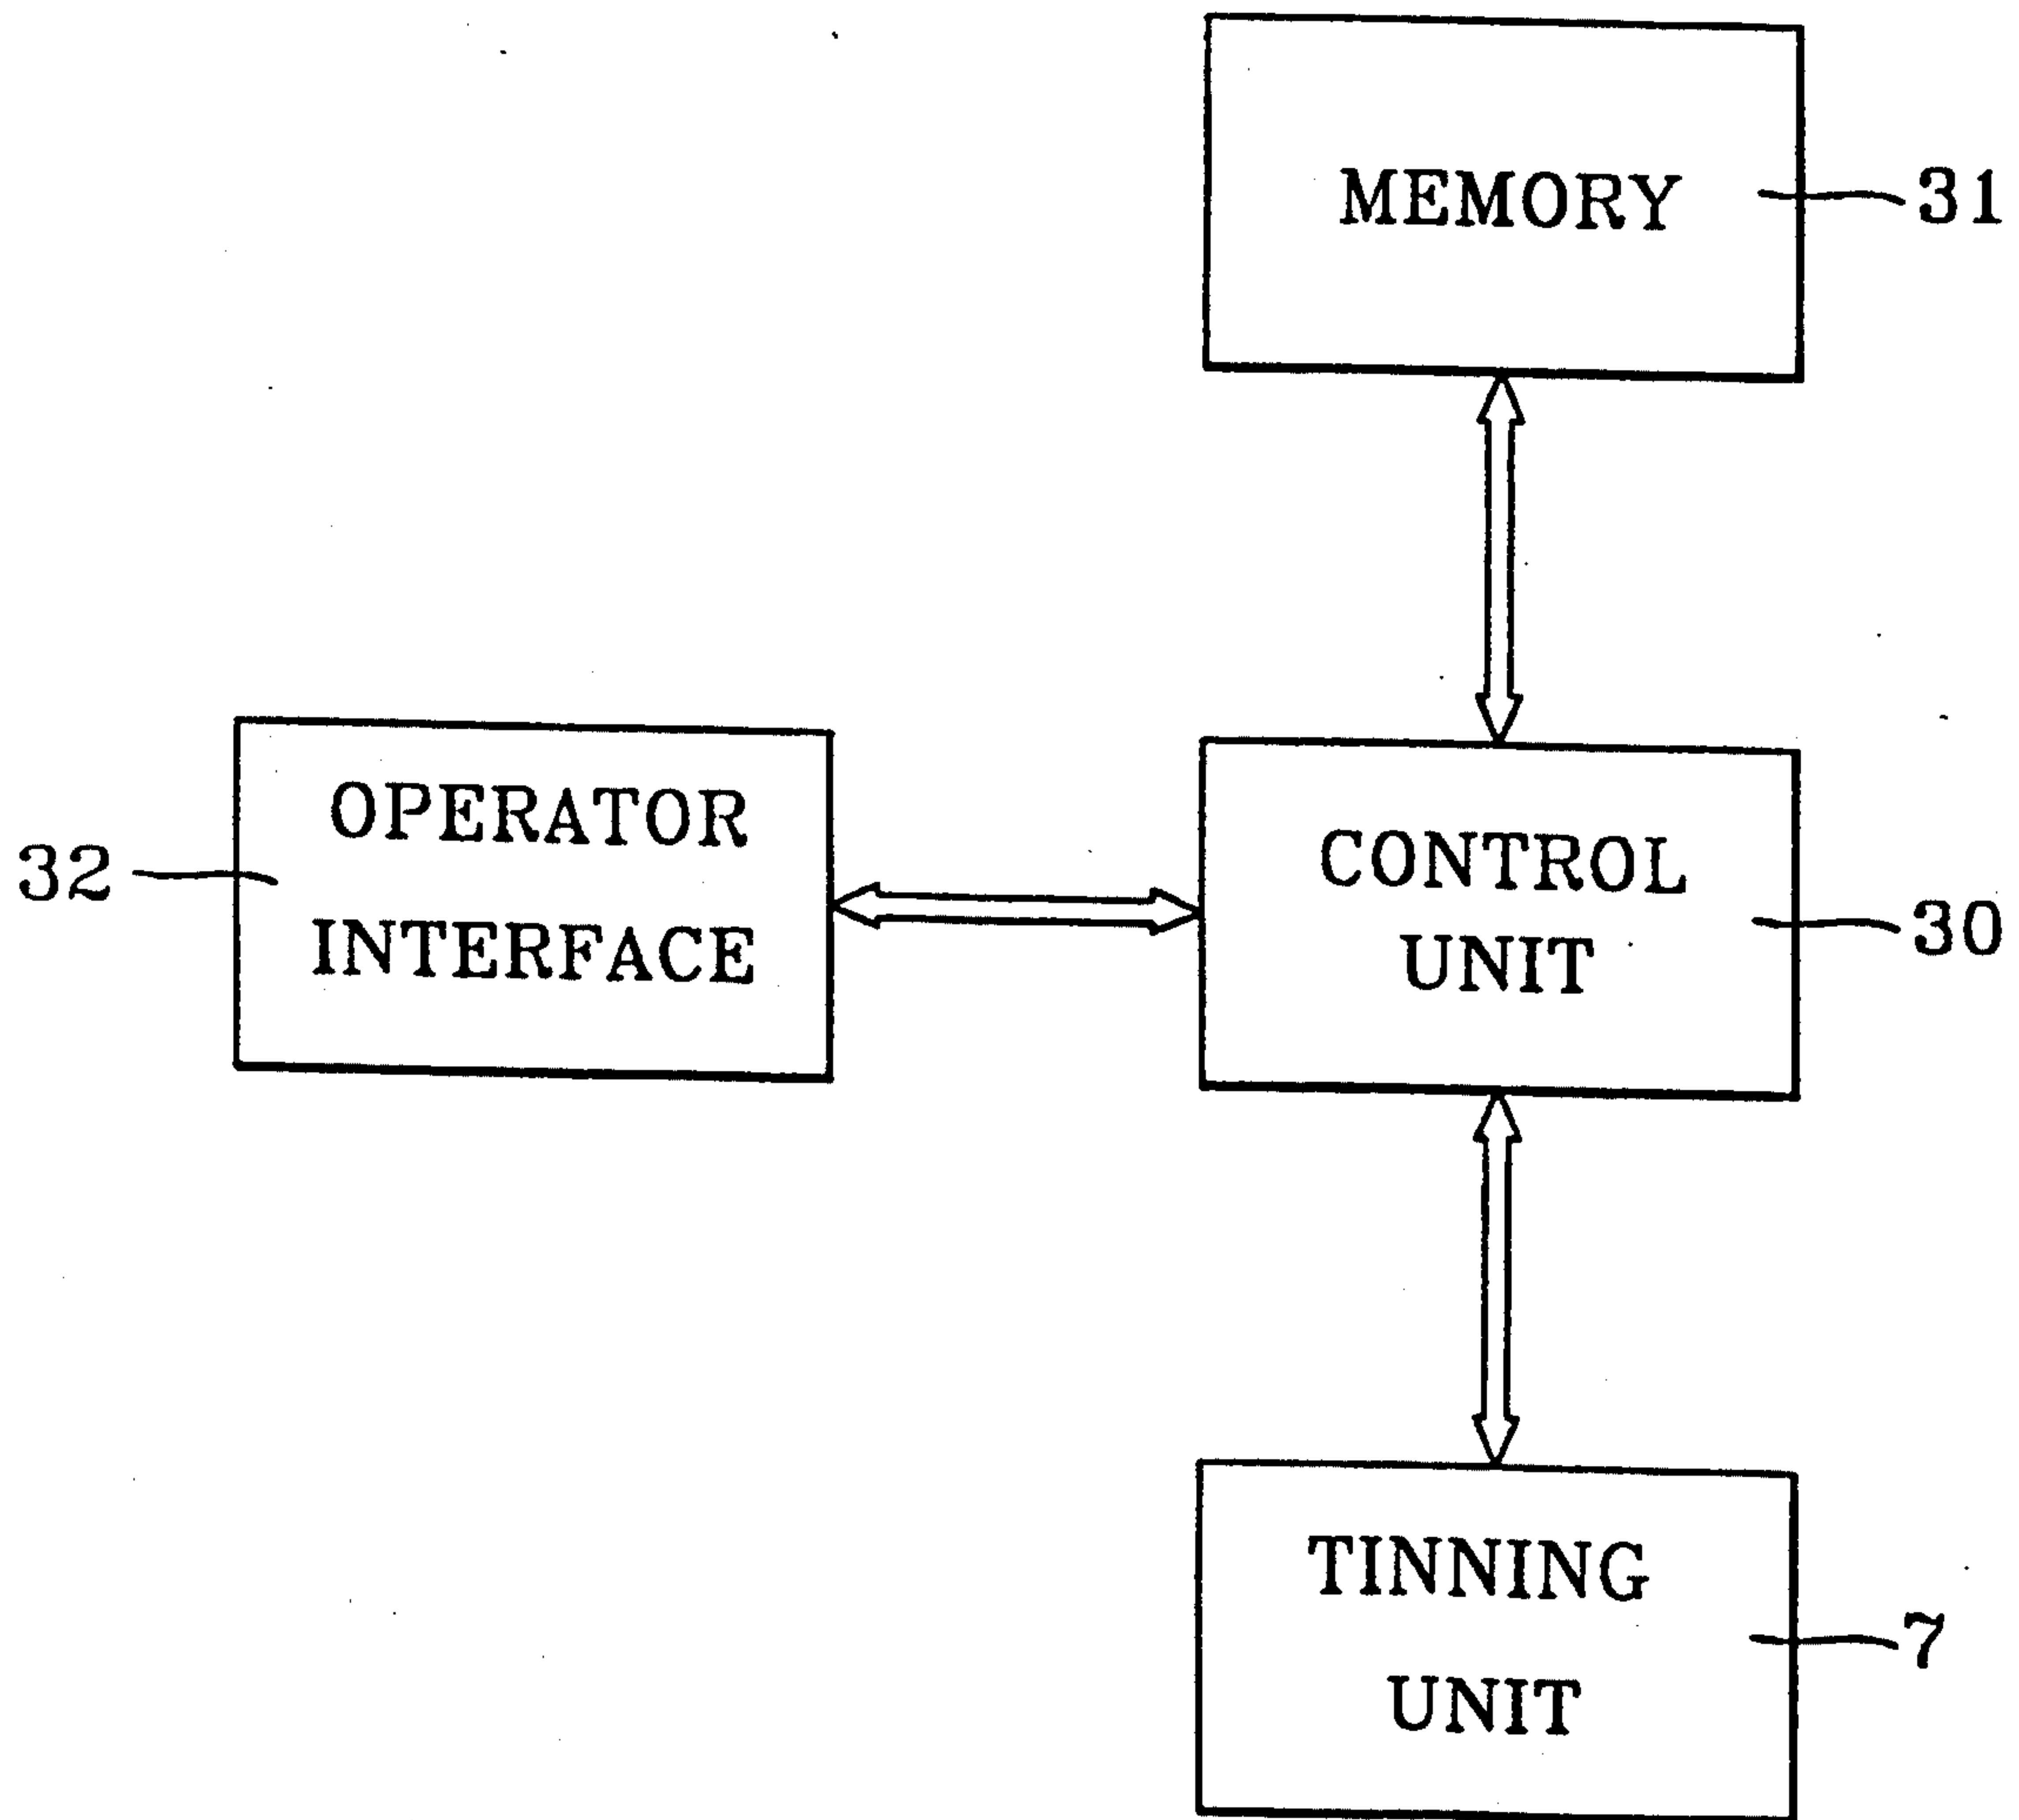 MEMORY
31
OPERATOR
INTERFACE
32
CONTROL
UNIT
30
TINNING
UNIT
7